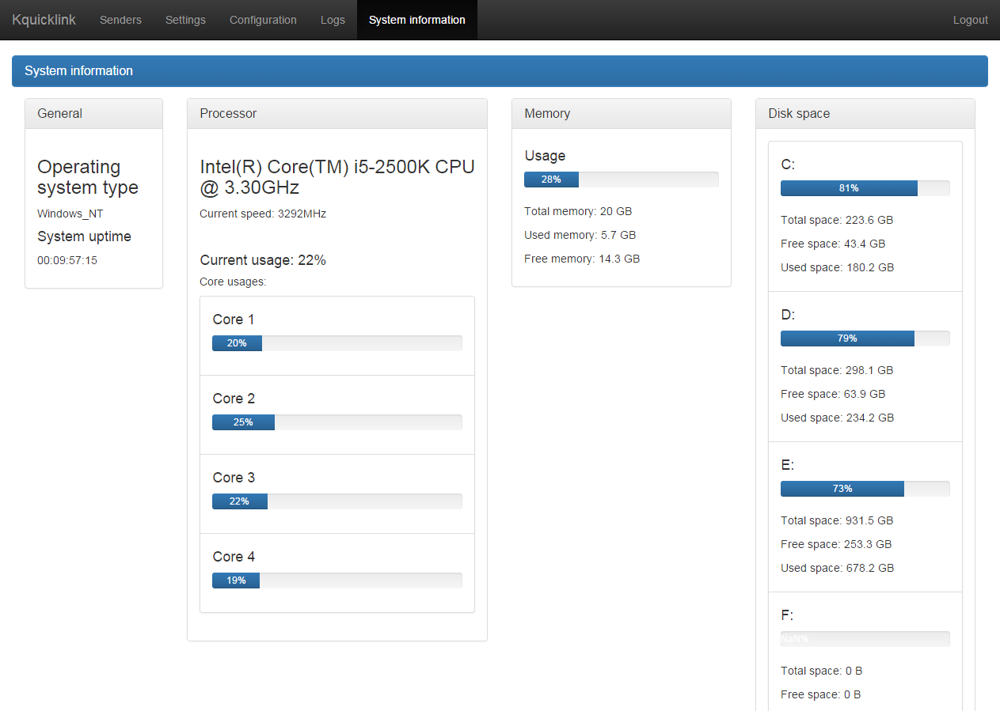 Kquicklink Senders Settings Configuration Logs System information Logout
System information
General
Operating
system type
Windows_NT
System uptime
00:09:57:15
Processor
Intel(R) Core(TM) i5-2500K CPU
@ 3.30GHz
Current speed: 3292MHz
Current usage: 22%
Core usages:
Core 1
20%
Core 2
25%
Core 3
22%
Core 4
19%
Memory
Usage
28%
Total memory: 20 GB
Used memory: 5.7 GB
Free memory: 14.3 GB
Disk space
C:
81%
Total space: 223.6 GB
Free space: 43.4 GB
Used space: 180.2 GB
D:
79%
Total space: 298.1 GB
Free space: 63.9 GB
Used space: 234.2 GB
E:
73%
Total space: 931.5 GB
Free space: 253.3 GB
Used space: 678.2 GB
F:
NaN%
Total space: 0 B
Free space: 0 B